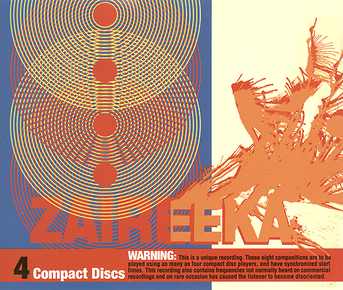 ZAIREEKA
4 Compact Discs
WARNING: This is a unique recording. These eight compositions are to be
played using as many as four compact disc players, and have synchronized start
times. This recording also contains frequencies not normally heard on commercial
recordings and on rare occasion has caused the listener to become disoriented.